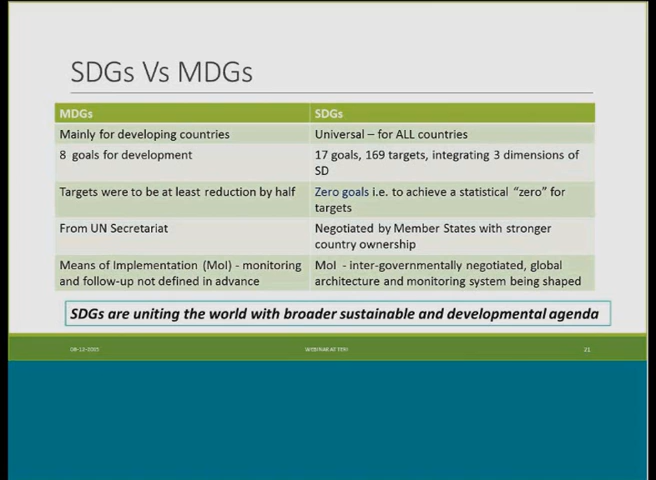 SDGs Vs MDGs
MDGs
SDGs
Mainly for developing countries
Universal – for ALL countries
8 goals for development
17 goals, 169 targets, integrating 3 dimensions of
SD
Targets were to be at least reduction by half
Zero goals i.e. to achieve a statistical “zero” for
targets
From UN Secretariat
Negotiated by Member States with stronger
country ownership
Means of Implementation (MoI) - monitoring
and follow-up not defined in advance
MoI - inter-governmentally negotiated, global
architecture and monitoring system being shaped
SDGs are uniting the world with broader sustainable and developmental agenda
WEBINAR AT TERI
21